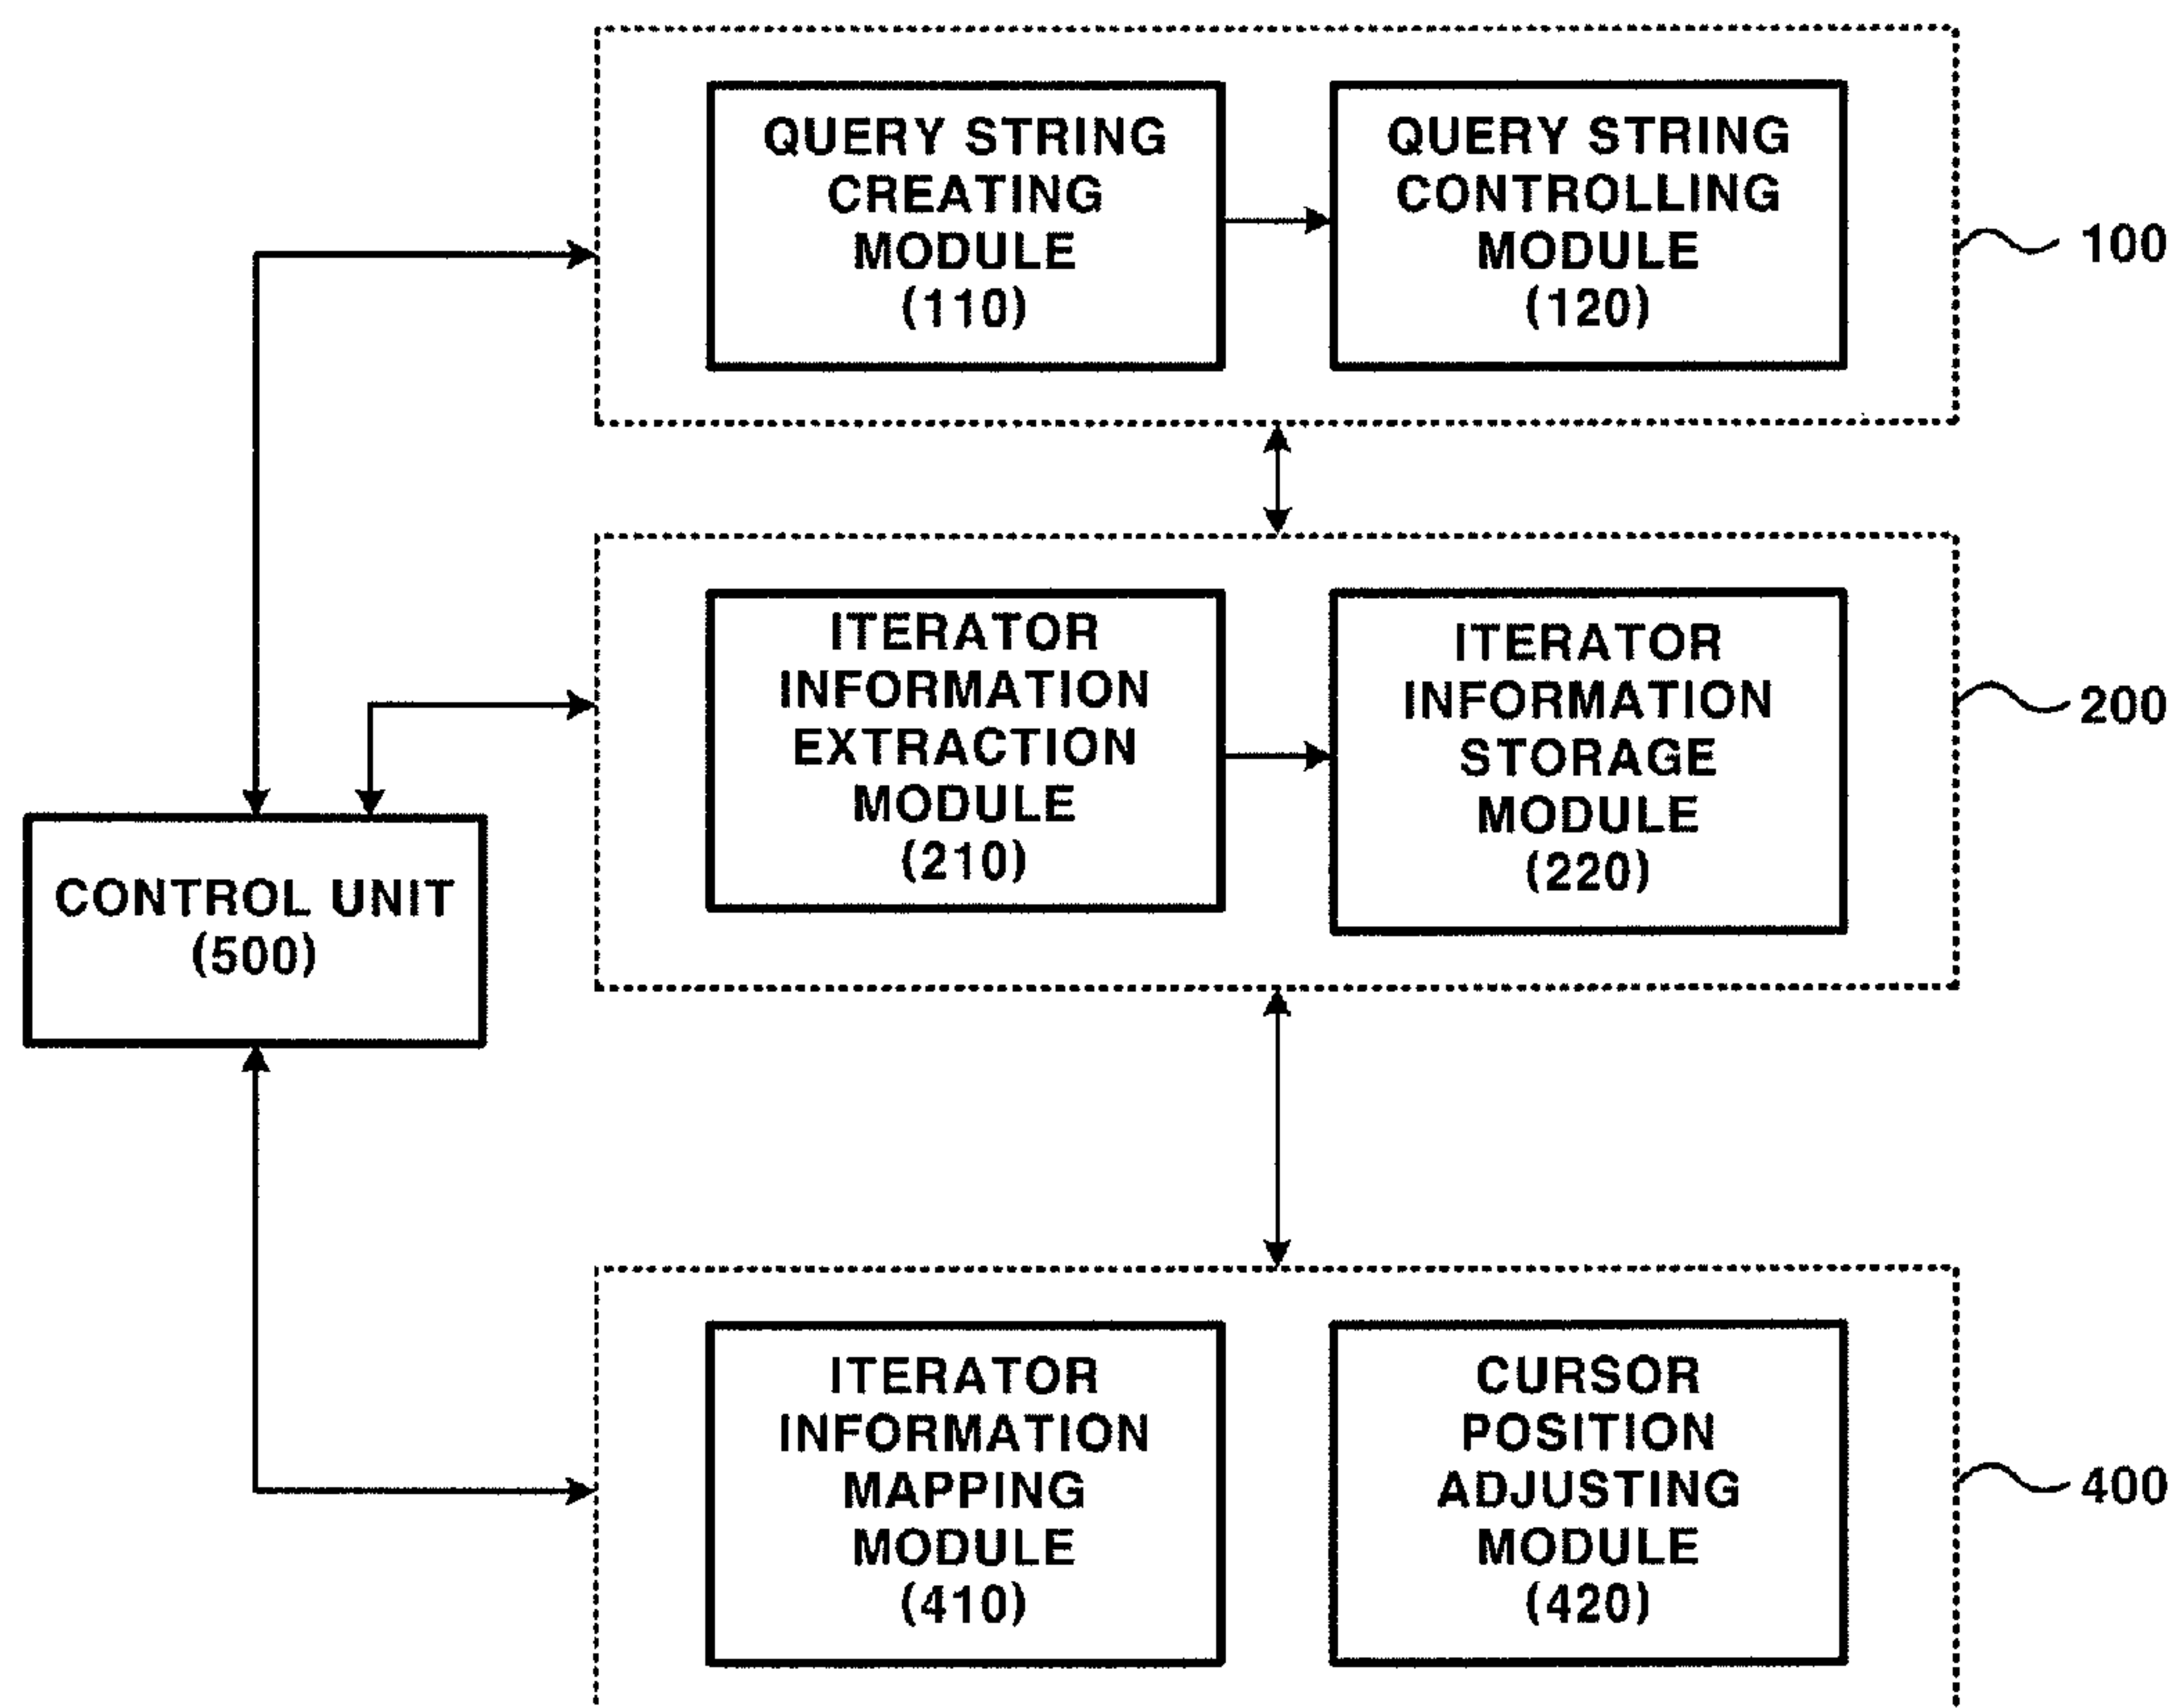 QUERY STRING
CREATING
MODULE
(110)
QUERY STRING
CONTROLLING
MODULE
(120)
100
ITERATOR
INFORMATION
EXTRACTION
MODULE
(210)
ITERATOR
INFORMATION
STORAGE
MODULE
(220)
200
CONTROL UNIT
(500)
ITERATOR
INFORMATION
MAPPING
MODULE
(410)
CURSOR
POSITION
ADJUSTING
MODULE
(420)
400